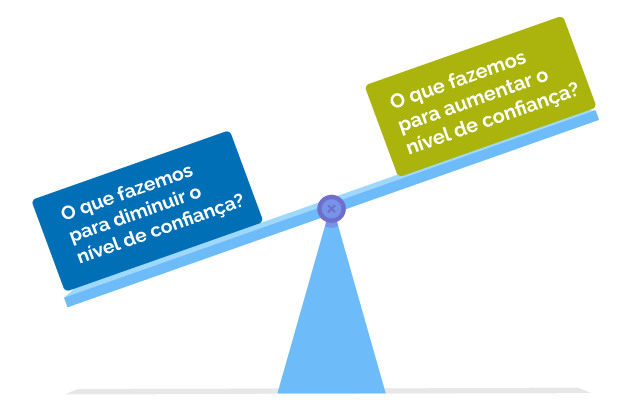 O que fazemos
para diminuir o
nível de confiança?
O que fazemos
para aumentar o
nível de confiança?